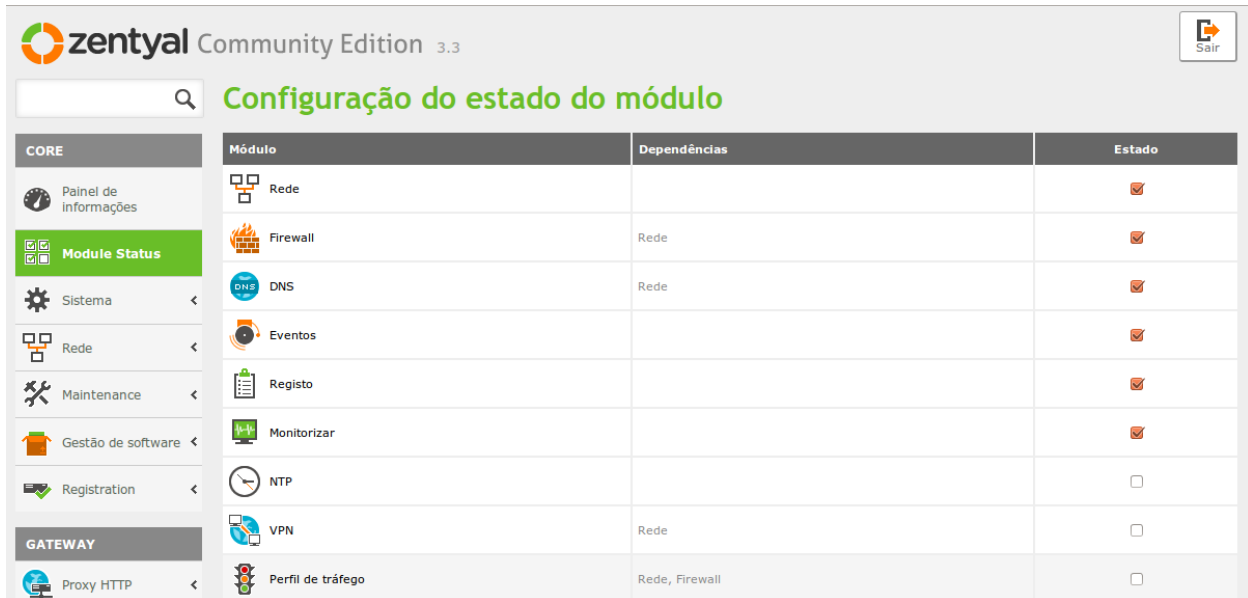 zentyal Community Edition 3.3
Sair
Configuração do estado do módulo
CORE
Painel de
informações
Module Status
Sistema
Rede
Maintenance
Gestão de software
Registration
GATEWAY
Proxy HTTP
Módulo Dependências Estado
Rede
Firewall Rede
DNS DNS Rede
Eventos
Registo
Monitorizar
NTP
VPN Rede
Perfil de tráfego Rede, Firewall